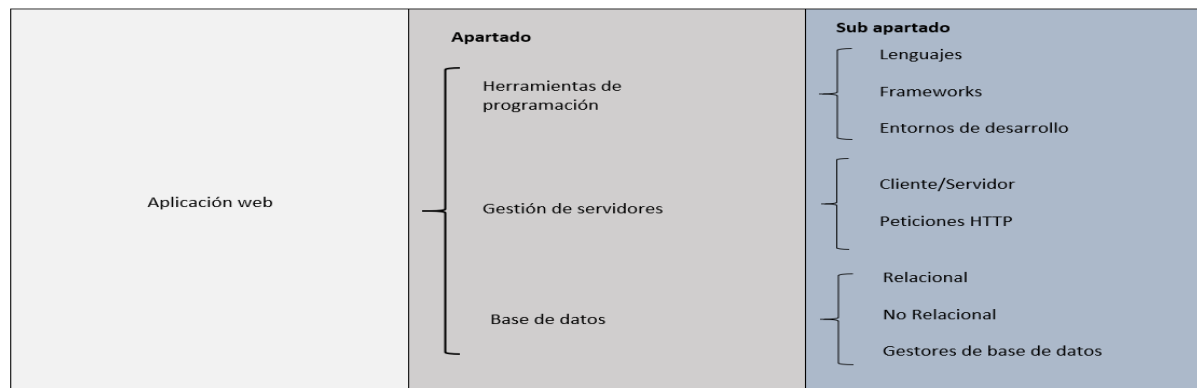 Aplicación web
Apartado
Herramientas de
programación
Gestión de servidores
Base de datos
Sub apartado
Lenguajes
Frameworks
Entornos de desarrollo
Cliente/Servidor
Peticiones HTTP
Relacional
No Relacional
Gestores de base de datos